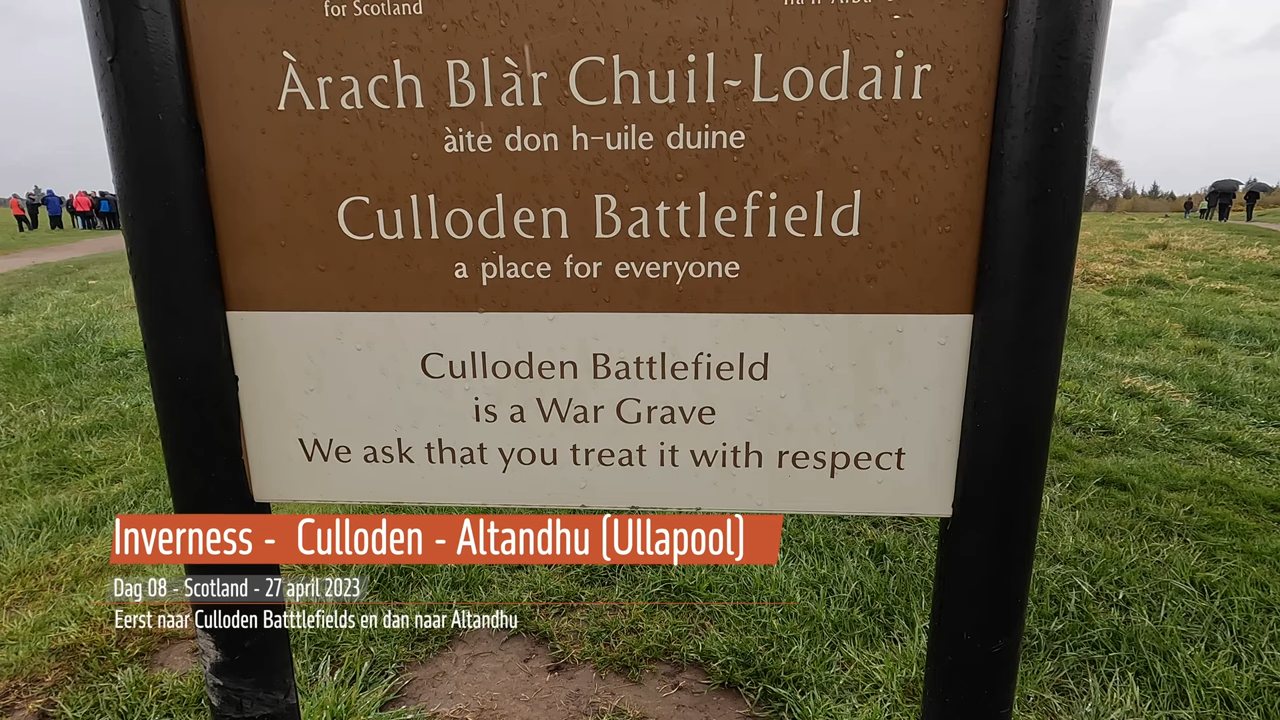 for Scotland
Àrach Blàr Chuil-Lodair
àite don h-uile duine
Culloden Battlefield
a place for everyone
Culloden Battlefield
is a War Grave
We ask that you treat it with respect
Inverness - Culloden - Altandhu (Ullapool)
Dag 08 - Scotland - 27 april 2023
Eerst naar Culloden Batttlefields en dan naar Altandhu